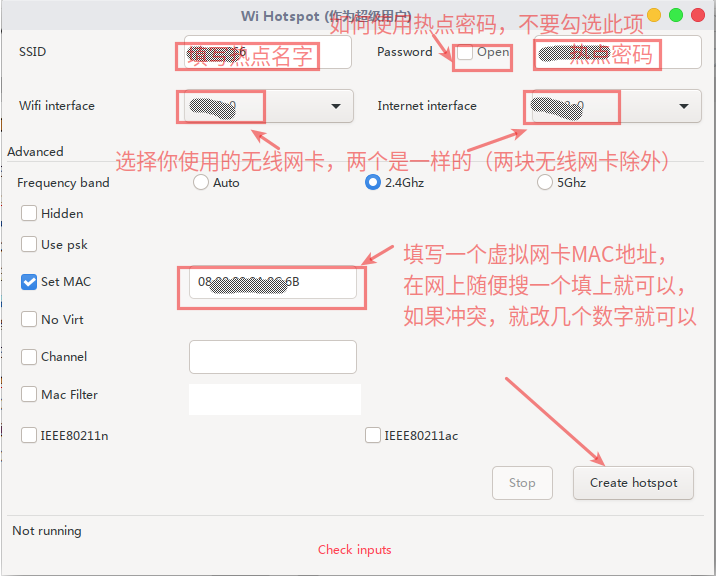 Wi Hotspot (作为超级用户)
如何使用热点密码，不要勾选此项
SSID
填写热点名字
Password
Open
热点密码
Wifi interface
Internet interface
选择你使用的无线网卡，两个是一样的（两块无线网卡除外）
Advanced
Frequency band
Auto
2.4Ghz
5Ghz
Hidden
Use psk
填写一个虚拟网卡MAC地址，
Set MAC
08
6B
在网上随便搜一个填上就可以，
如果冲突，就改几个数字就可以
No Virt
Channel
Mac Filter
IEEE80211n
IEEE80211ac
Stop
Create hotspot
Not running
Check inputs